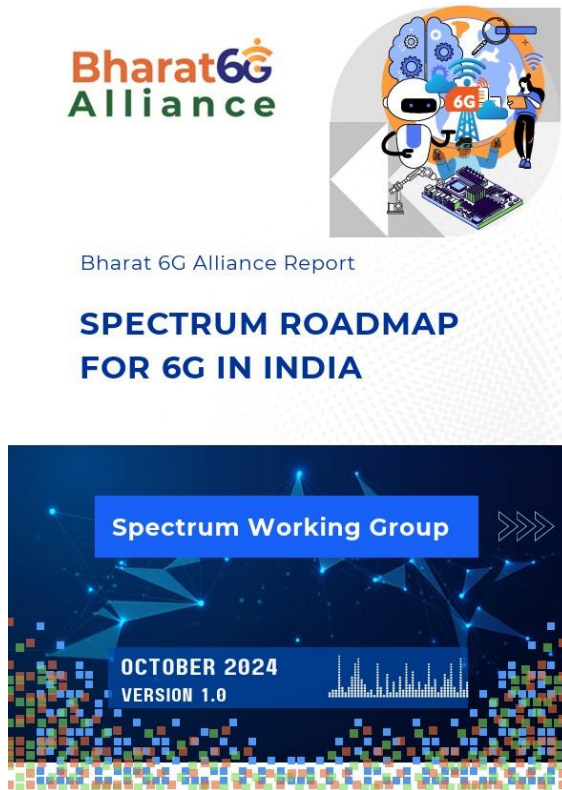 Bharat6G
Alliance
6G
Bharat 6G Alliance Report
SPECTRUM ROADMAP
FOR 6G IN INDIA
Spectrum Working Group
OCTOBER 2024
VERSION 1.0